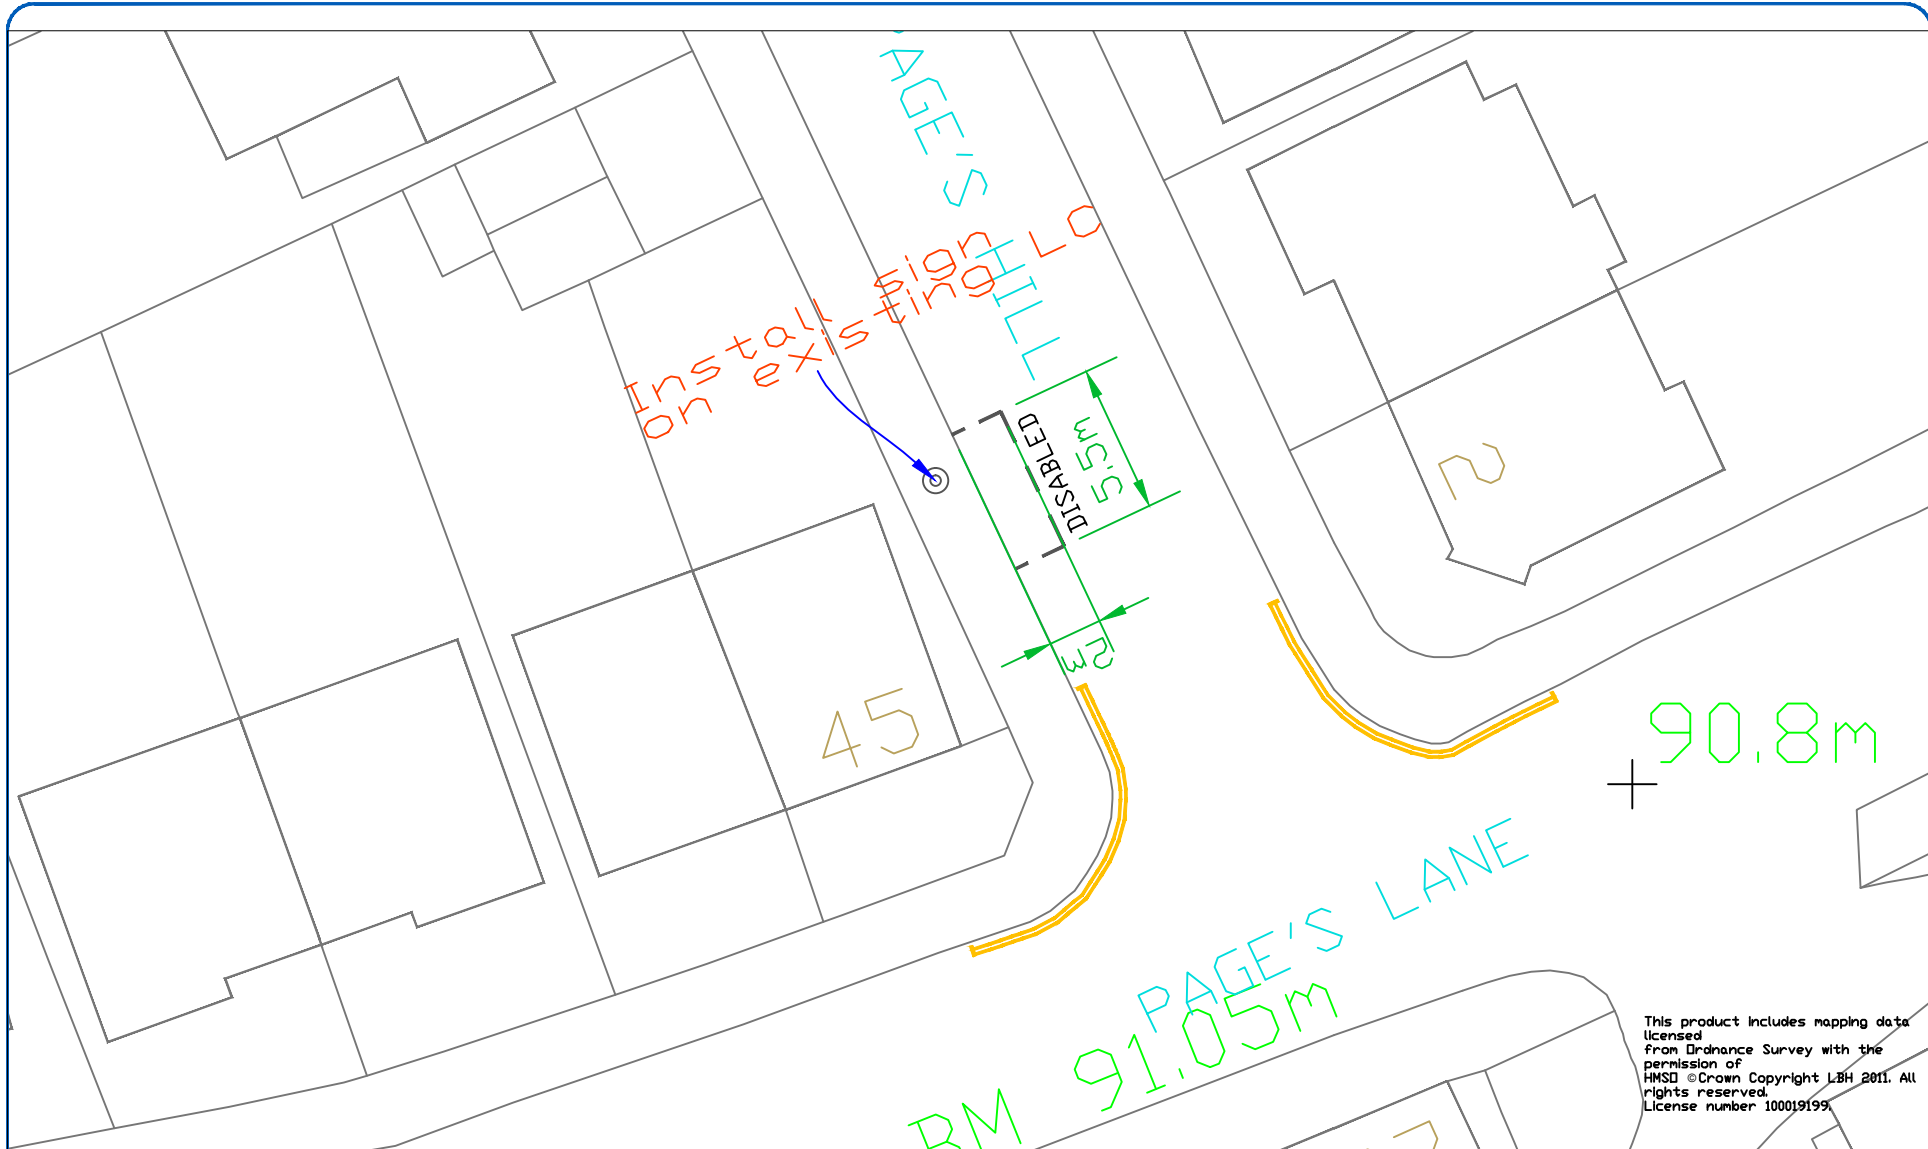 PAGE'S HILL
Install sign
on existing LC
DISABLED
5.5m
2m
2
45
90.8m
PAGE'S LANE
BM 91.05m
This product includes mapping data
licensed
from Ordnance Survey with the
permission of
HMSO ©Crown Copyright LBH 2011. All
rights reserved.
License number 100019199.